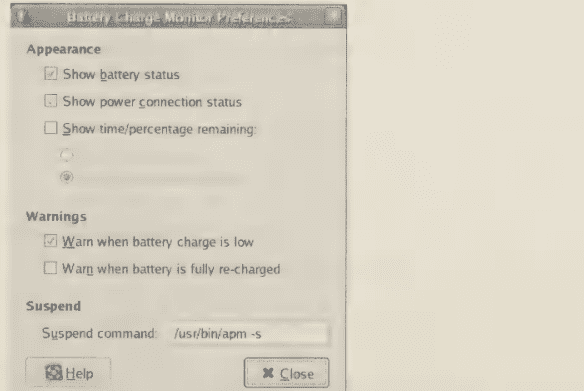 Battery Charge Monitor Preferences
Appearance
Show battery status
Show power connection status
Show time/percentage remaining:
Warnings
Warn when battery charge is low
Warn when battery is fully re-charged
Suspend
Suspend command: /usr/bin/apm -s
Help Close